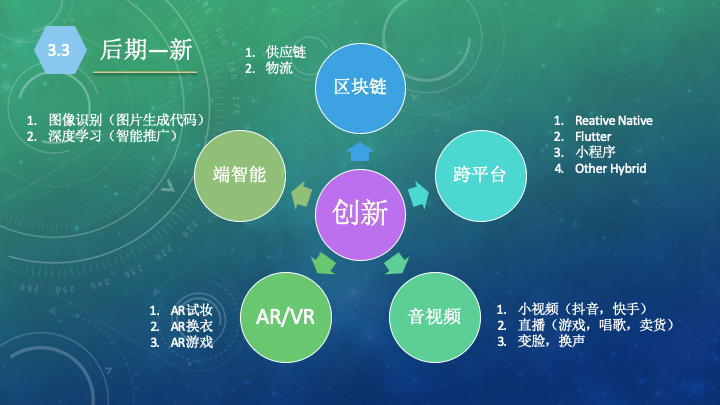 3.3
后期—新
1. 供应链
2. 物流
区块链
1. 图像识别（图片生成代码）
2. 深度学习（智能推广）
端智能
跨平台
1. Reative Native
2. Flutter
3. 小程序
4. Other Hybrid
创新
1. AR试妆
2. AR换衣
3. AR游戏
AR/VR
音视频
1. 小视频（抖音，快手）
2. 直播（游戏，唱歌，卖货）
3. 变脸，换声